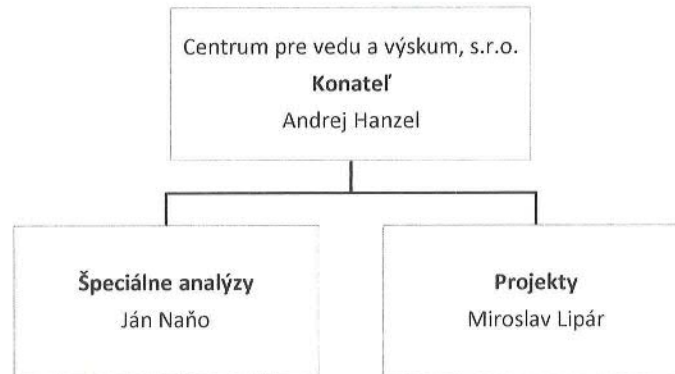 Centrum pre vedu a výskum, s.r.o.
Konateľ
Andrej Hanzel
Špeciálne analýzy
Ján Naňo
Projekty
Miroslav Lipár